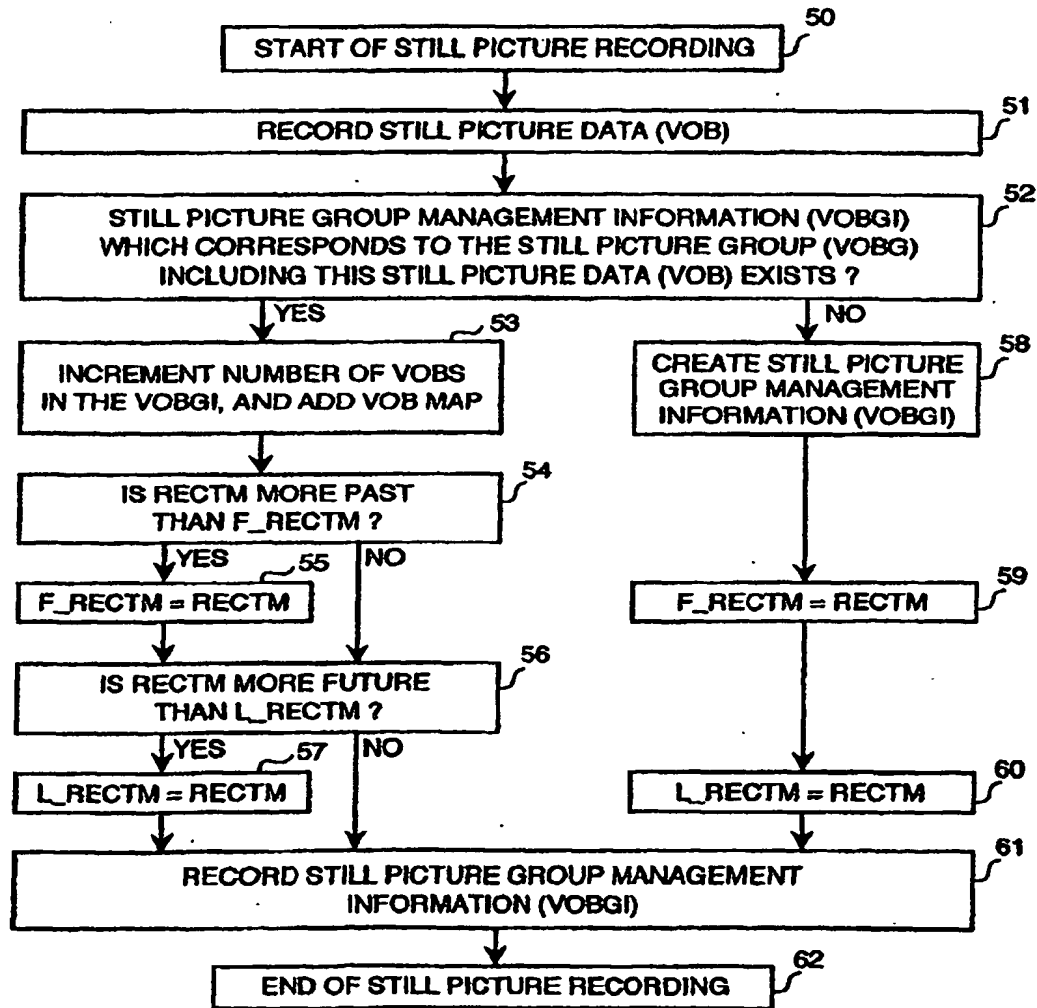 50
START OF STILL PICTURE RECORDING
51
RECORD STILL PICTURE DATA (VOB)
52
STILL PICTURE GROUP MANAGEMENT INFORMATION (VOBGI)
WHICH CORRESPONDS TO THE STILL PICTURE GROUP (VOBG)
INCLUDING THIS STILL PICTURE DATA (VOB) EXISTS ?
YES
NO
53
INCREMENT NUMBER OF VOBS
IN THE VOBGI, AND ADD VOB MAP
58
CREATE STILL PICTURE
GROUP MANAGEMENT
INFORMATION (VOBGI)
54
IS RECTM MORE PAST
THAN F_RECTM ?
YES
NO
55
F_RECTM = RECTM
59
F_RECTM = RECTM
56
IS RECTM MORE FUTURE
THAN L_RECTM ?
YES
NO
57
L_RECTM = RECTM
60
L_RECTM = RECTM
61
RECORD STILL PICTURE GROUP MANAGEMENT
INFORMATION (VOBGI)
62
END OF STILL PICTURE RECORDING